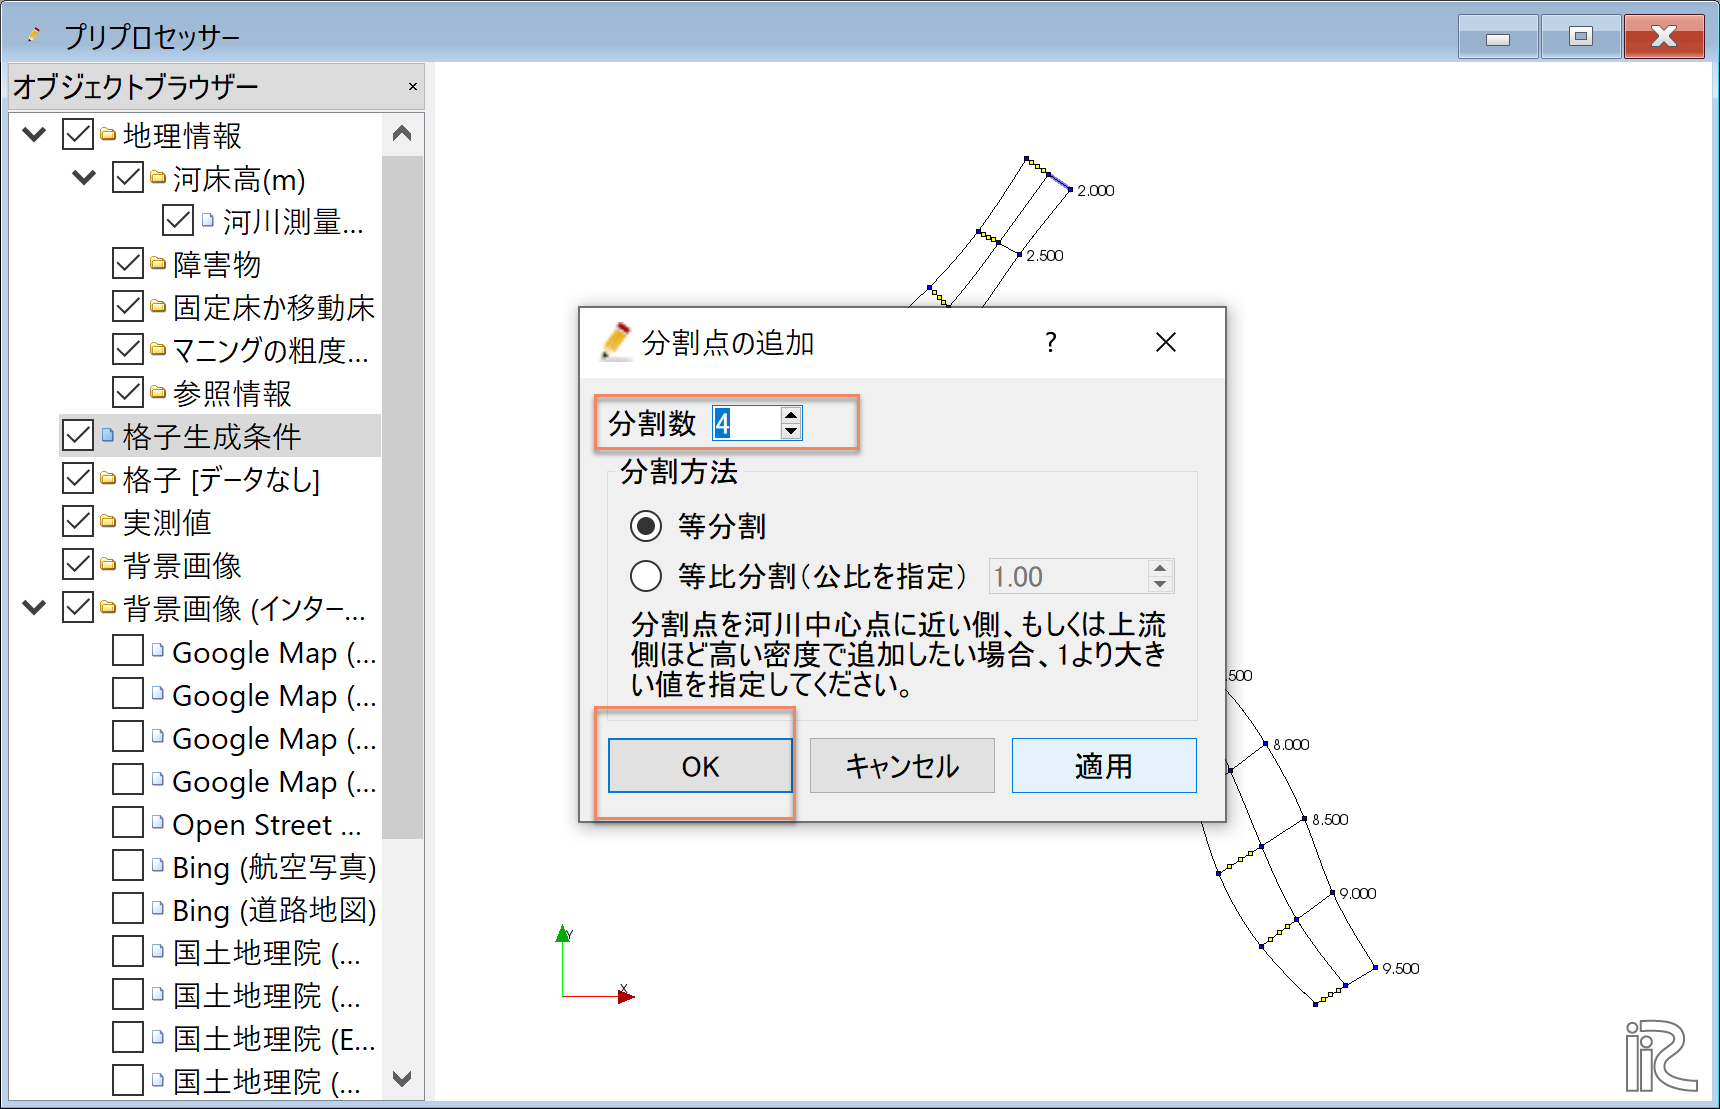 プリプロセッサー
オブジェクトブラウザー
地理情報
河床高(m)
河川測量...
障害物
固定床か移動床
マニングの粗度...
参照情報
格子生成条件
格子 [データなし]
実測値
背景画像
背景画像 (インター...
Google Map (...
Google Map (...
Google Map (...
Google Map (...
Open Street ...
Bing (航空写真)
Bing (道路地図)
国土地理院 (...
国土地理院 (...
国土地理院 (E...
国土地理院 (...
2.000
2.500
分割点の追加
?
分割数 4
分割方法
等分割
等比分割(公比を指定) 1.00
分割点を河川中心点に近い側、もしくは上流
側ほど高い密度で追加したい場合、1より大き
い値を指定してください。
OK キャンセル 適用
.500
8.000
8.500
9.000
9.500
Y
X
iRIC